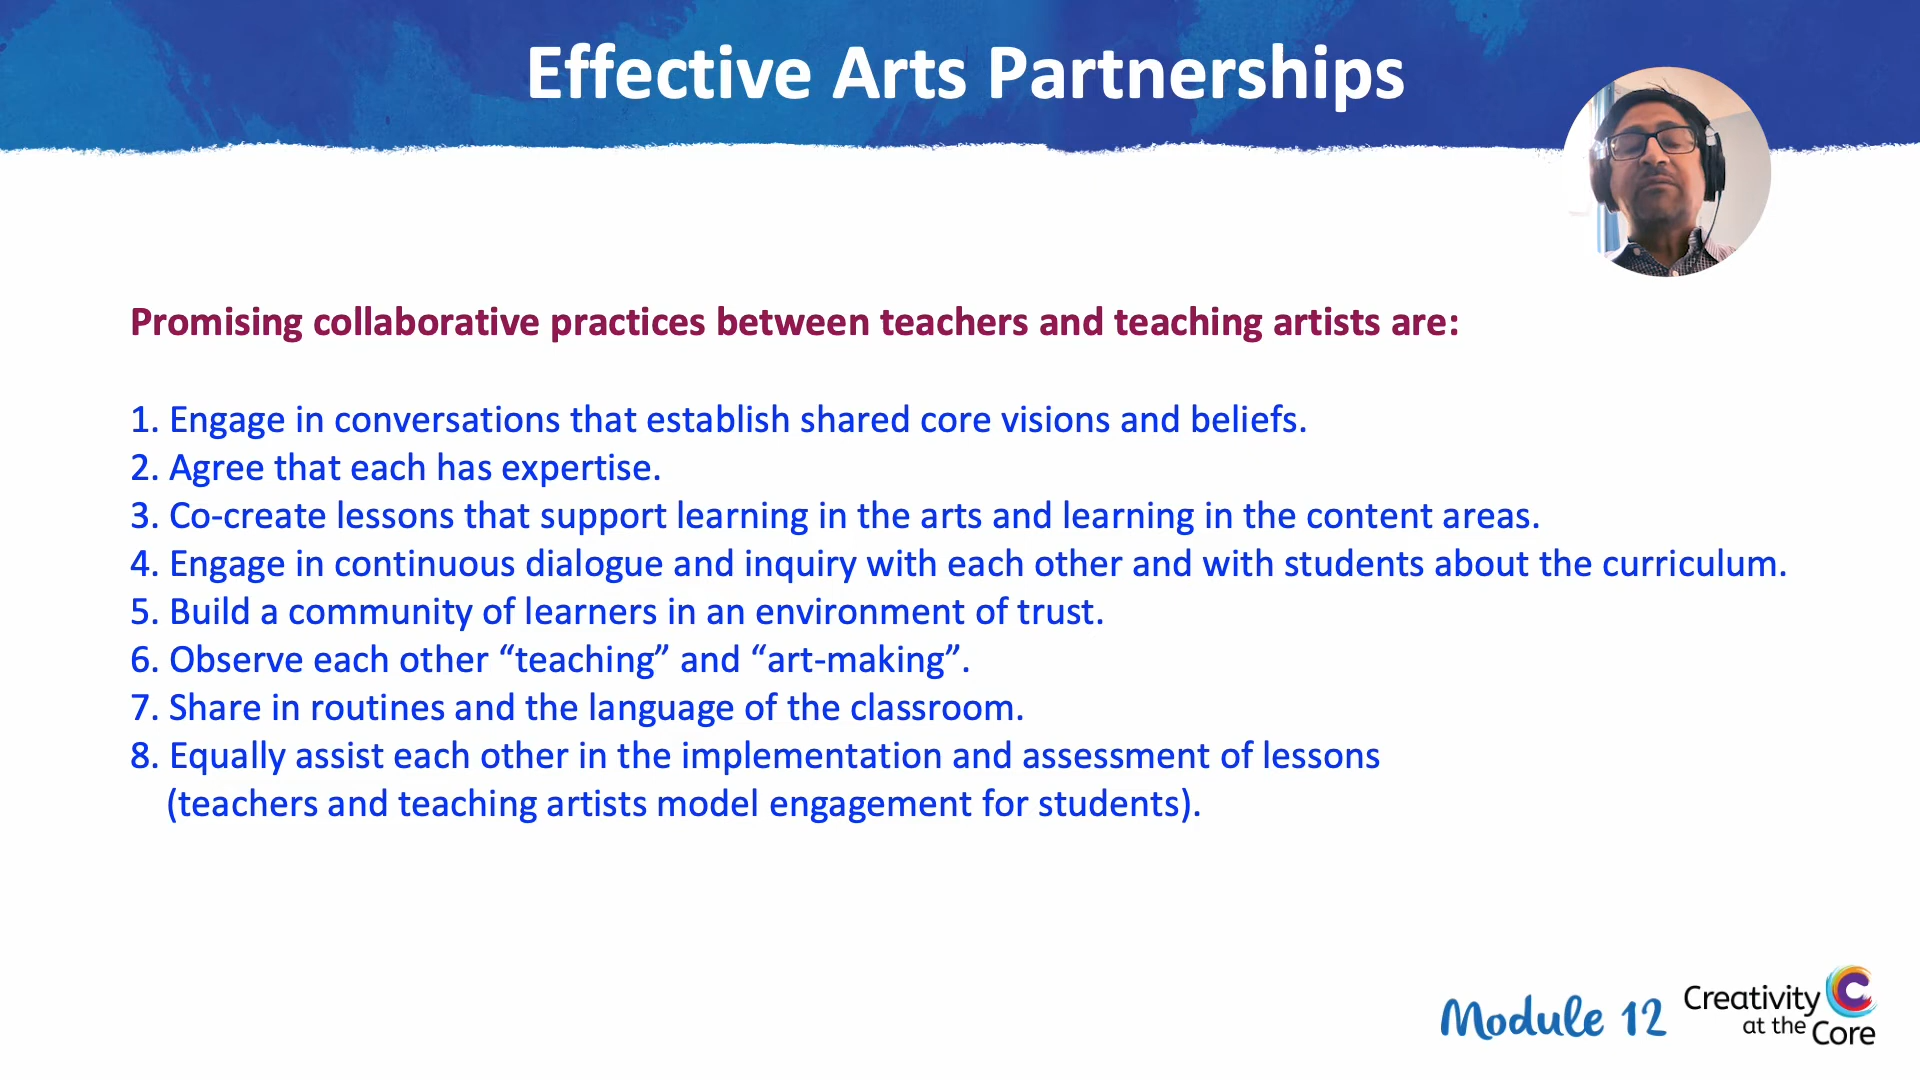 Effective Arts Partnerships
Promising collaborative practices between teachers and teaching artists are:
1. Engage in conversations that establish shared core visions and beliefs.
2. Agree that each has expertise.
3. Co-create lessons that support learning in the arts and learning in the content areas.
4. Engage in continuous dialogue and inquiry with each other and with students about the curriculum.
5. Build a community of learners in an environment of trust.
6. Observe each other “teaching” and “art-making”.
7. Share in routines and the language of the classroom.
8. Equally assist each other in the implementation and assessment of lessons
(teachers and teaching artists model engagement for students).
Module 12
Creativity
at the Core